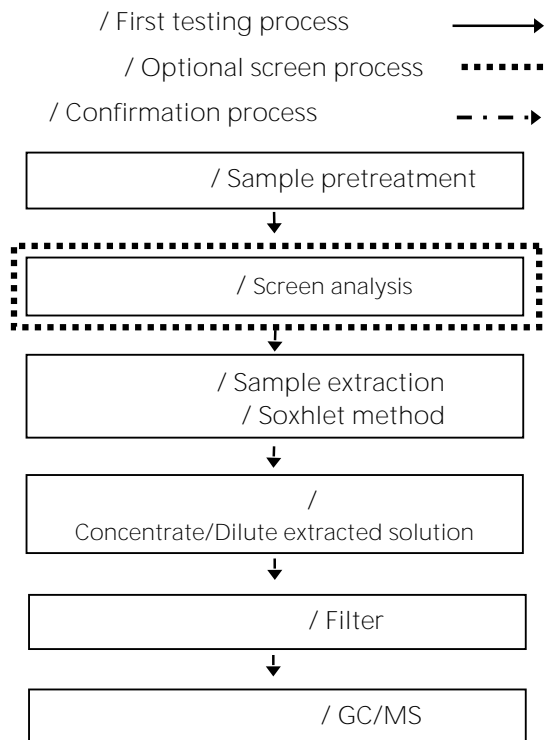 / First testing process
/ Optional screen process
/ Confirmation process
/ Sample pretreatment
/ Screen analysis
/ Sample extraction
/ Soxhlet method
/
Concentrate/Dilute extracted solution
/ Filter
/ GC/MS